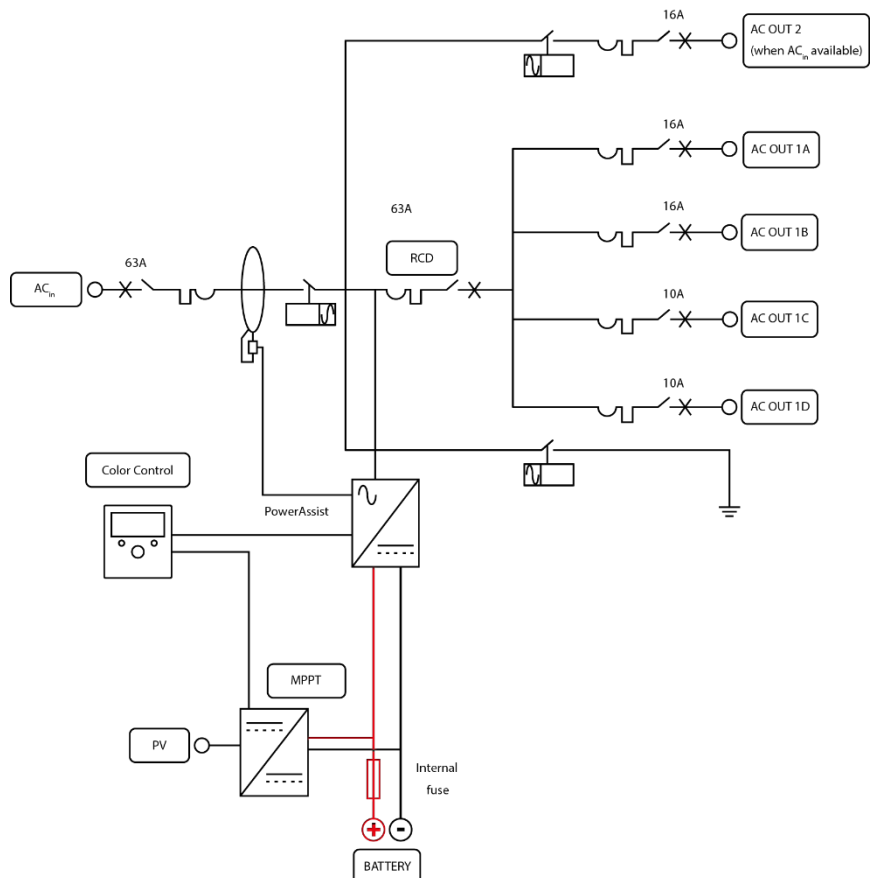 16A
AC OUT 2
(when ACin available)
16A
AC OUT 1A
63A
16A
AC OUT 1B
RCD
63A
ACin
10A
AC OUT 1C
10A
AC OUT 1D
Color Control
PowerAssist
MPPT
PV
Internal
fuse
+
-
BATTERY